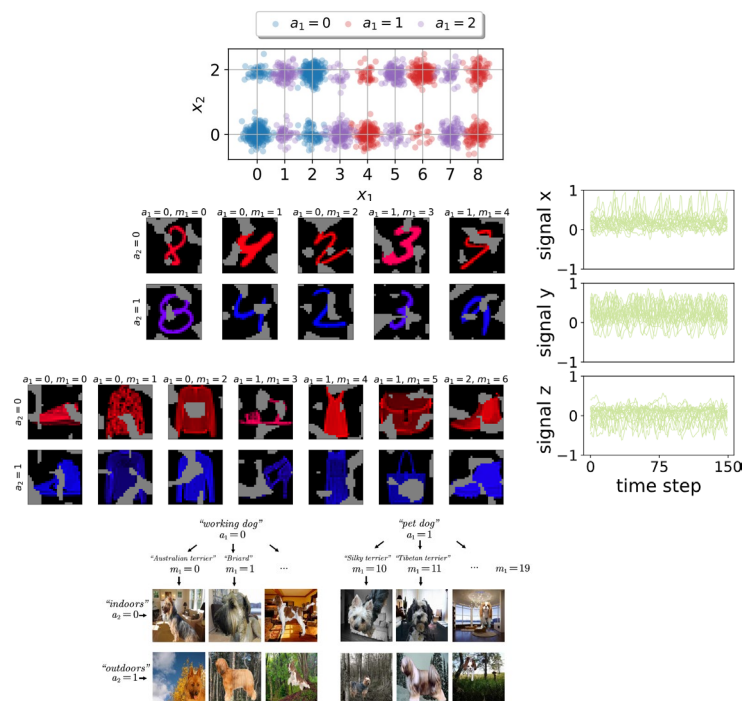 a₁ = 0 a₁ = 1 a₁ = 2
x₂
2
0
0 1 2 3 4 5 6 7 8
x₁
a₁ = 0, m₁ = 0 a₁ = 0, m₁ = 1 a₁ = 0, m₁ = 2 a₁ = 1, m₁ = 3 a₁ = 1, m₁ = 4
a₂ = 0
a₂ = 1
signal x
1
0
−1
signal y
1
0
−1
signal z
1
0
−1
0 75 150
time step
a₁ = 0, m₁ = 0 a₁ = 0, m₁ = 1 a₁ = 0, m₁ = 2 a₁ = 1, m₁ = 3 a₁ = 1, m₁ = 4 a₁ = 1, m₁ = 5 a₁ = 2, m₁ = 6
a₂ = 0
a₂ = 1
"working dog" "pet dog"
a₁ = 0 a₁ = 1
"Australian terrier" "Briard" "Silky terrier" "Tibetan terrier"
m₁ = 0 m₁ = 1 ... m₁ = 10 m₁ = 11 ... m₁ = 19
"indoors"
a₂ = 0
"outdoors"
a₂ = 1